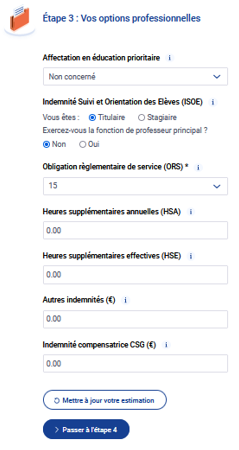 Étape 3 : Vos options professionnelles
Affectation en éducation prioritaire i
Non concerné
Indemnité Suivi et Orientation des Elèves (ISOE) i
Vous êtes : Titulaire Stagiaire
Exercez-vous la fonction de professeur principal ?
Non Oui
Obligation règlementaire de service (ORS) * i
15
Heures supplémentaires annuelles (HSA) i
0.00
Heures supplémentaires effectives (HSE) i
0.00
Autres indemnités (€) i
0.00
Indemnité compensatrice CSG (€) i
0.00
Mettre à jour votre estimation
Passer à l'étape 4